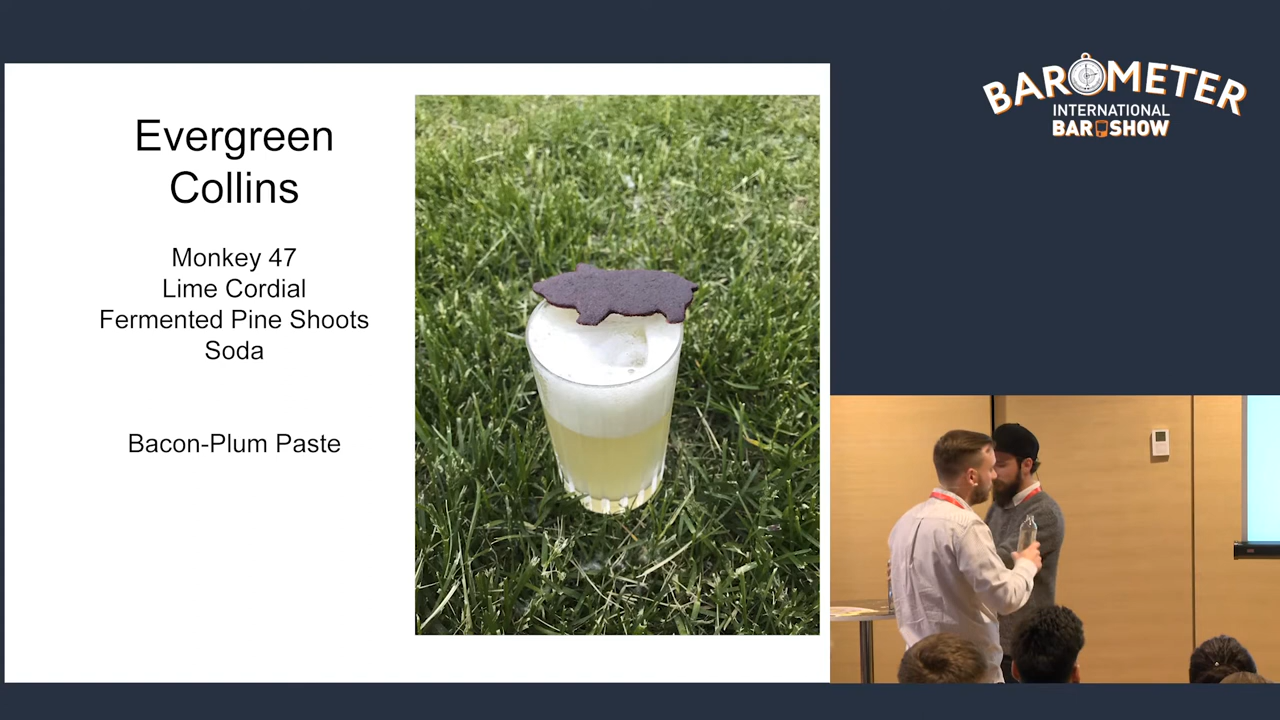 Evergreen
Collins
Monkey 47
Lime Cordial
Fermented Pine Shoots
Soda
Bacon-Plum Paste
BAROMETER
INTERNATIONAL
BAR SHOW